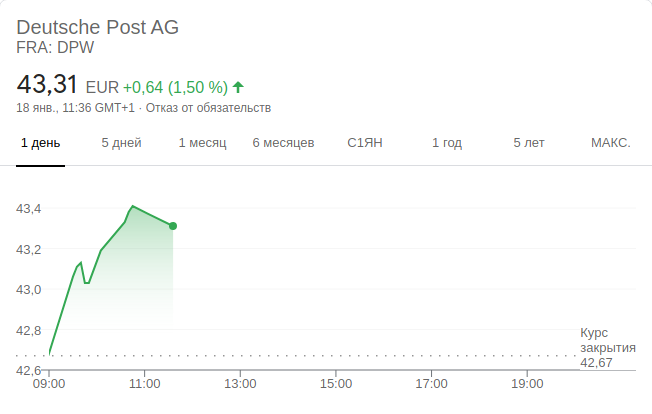 Deutsche Post AG
FRA: DPW
43,31 EUR +0,64 (1,50 %)
18 янв., 11:36 GMT+1 · Отказ от обязательств
1 день 5 дней 1 месяц 6 месяцев С1ЯН 1 год 5 лет МАКС.
43,4
43,2
43,0
42,8
42,6
Курс
закрытия
42,67
09:00 11:00 13:00 15:00 17:00 19:00